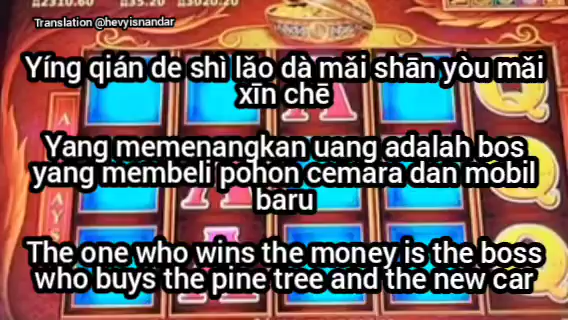 Translation @hevyisnandar
Yíng qián de shì lǎo dà mǎi shān yòu mǎi
xīn chē
Yang memenangkan uang adalah bos
yang membeli pohon cemara dan mobil
baru
The one who wins the money is the boss
who buys the pine tree and the new car